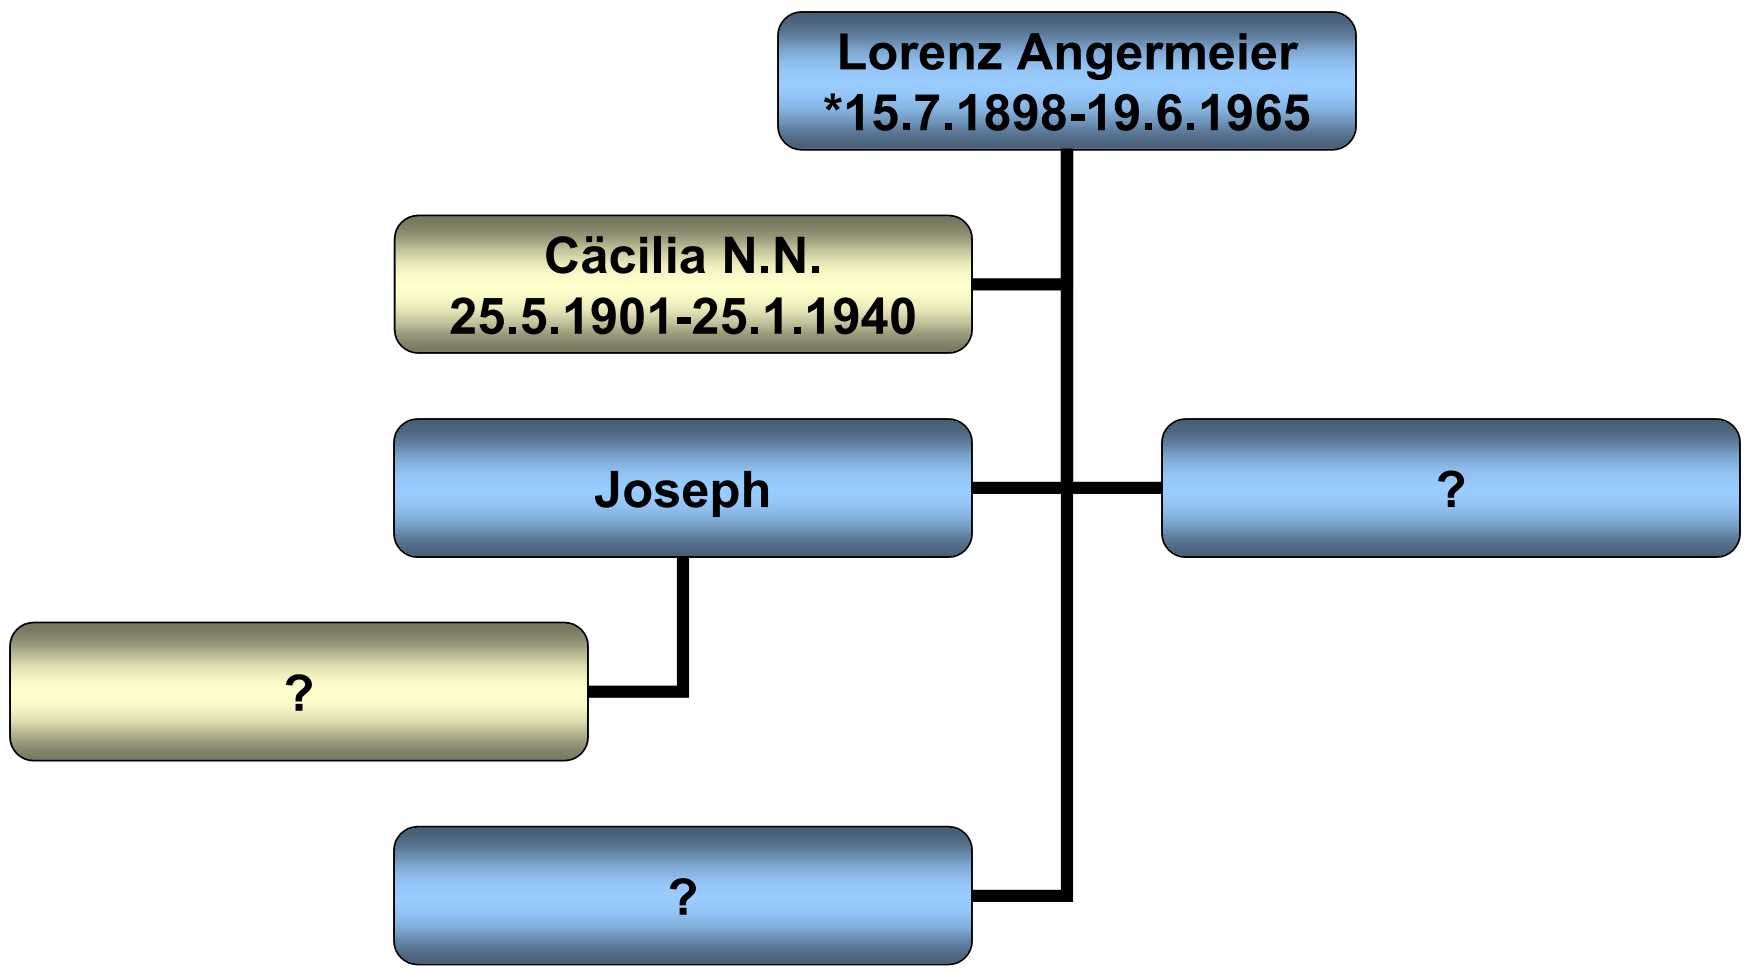 Lorenz Angermeier
*15.7.1898-19.6.1965
Cäcilia N.N.
25.5.1901-25.1.1940
Joseph
?
?
?